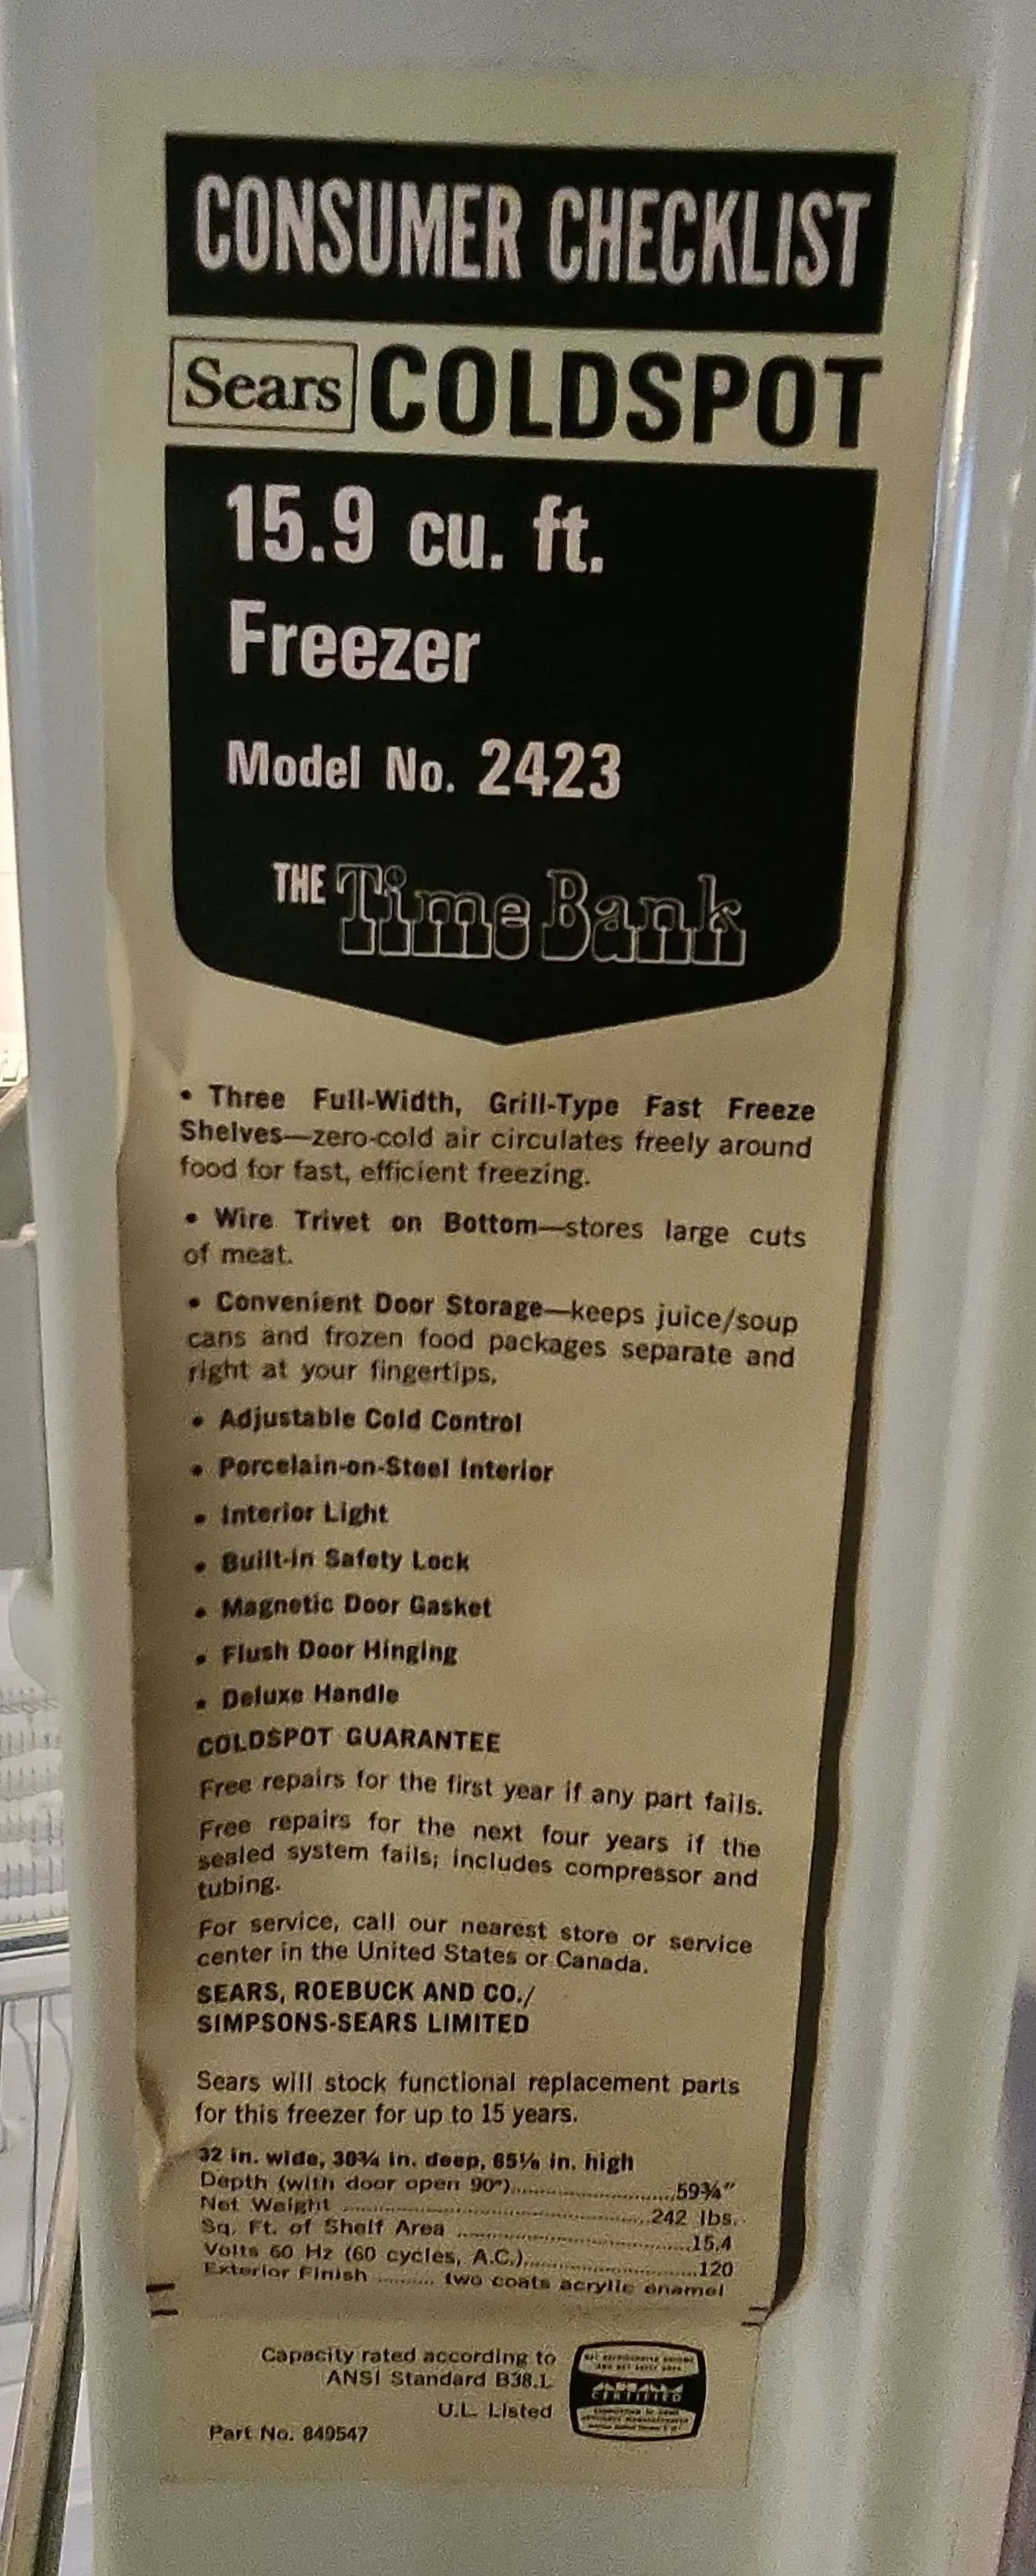 CONSUMER CHECKLIST
Sears COLDSPOT
15.9 cu. ft.
Freezer
Model No. 2423
THE Time Bank
• Three Full-Width, Grill-Type Fast Freeze
Shelves—zero-cold air circulates freely around
food for fast, efficient freezing.
• Wire Trivet on Bottom—stores large cuts
of meat.
• Convenient Door Storage—keeps juice/soup
cans and frozen food packages separate and
right at your fingertips.
• Adjustable Cold Control
• Porcelain-on-Steel Interior
• Interior Light
• Built-in Safety Lock
• Magnetic Door Gasket
• Flush Door Hinging
• Deluxe Handle
COLDSPOT GUARANTEE
Free repairs for the first year if any part fails.
Free repairs for the next four years if the
sealed system fails; includes compressor and
tubing.
For service, call our nearest store or service
center in the United States or Canada.
SEARS, ROEBUCK AND CO./
SIMPSONS-SEARS LIMITED
Sears will stock functional replacement parts
for this freezer for up to 15 years.
32 in. wide, 30¾ in. deep, 65⅛ in. high
Depth (with door open 90°)..............................59¾"
Net Weight ..............................242 lbs.
Sq. Ft. of Shelf Area ..............................15.4
Volts 60 Hz (60 cycles, A.C.)..............................120
Exterior Finish .......... two coats acrylic enamel
Capacity rated according to
ANSI Standard B38.1.
U.L. Listed
Part No. 849547
CERTIFIED